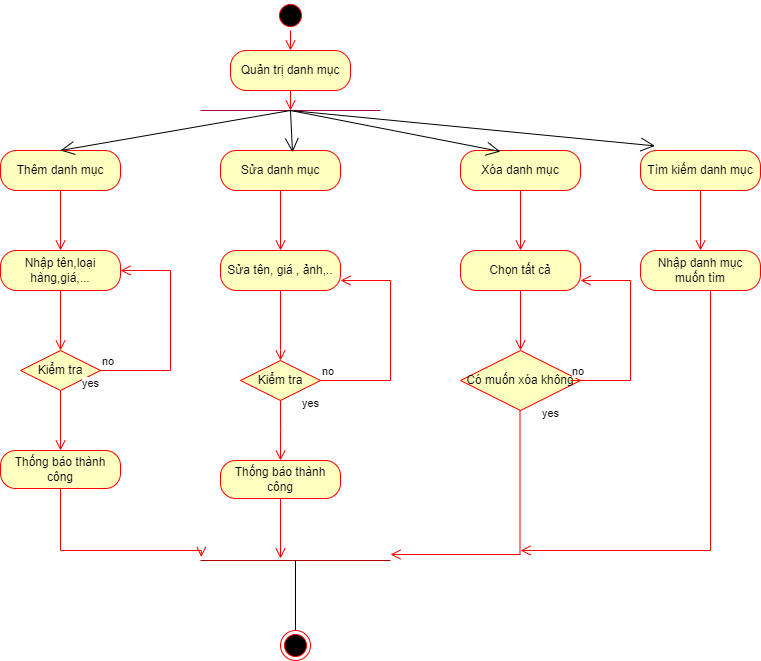 Quản trị danh mục
Thêm danh mục
Sửa danh mục
Xóa danh mục
Tìm kiếm danh mục
Nhập tên,loại
hàng,giá,...
Sửa tên, giá , ảnh,..
Chọn tất cả
Nhập danh mục
muốn tìm
Kiểm tra
no
yes
Kiểm tra
no
yes
Có muốn xóa không
no
yes
Thống báo thành
công
Thống báo thành
công